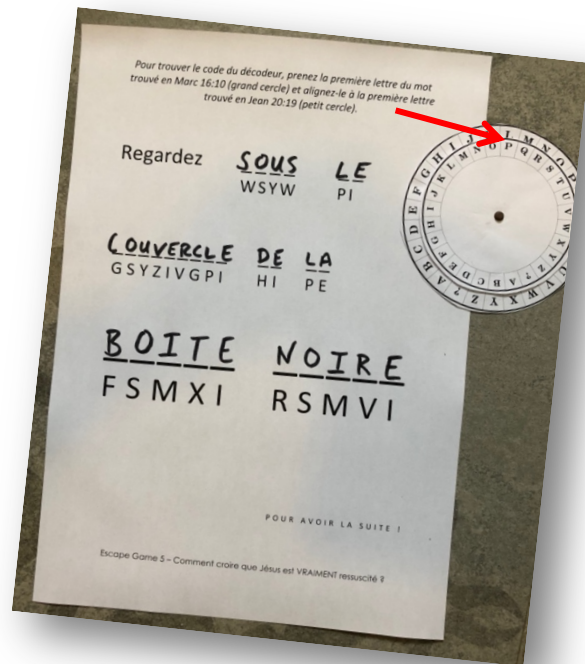 Pour trouver le code du décodeur, prenez la première lettre du mot
trouvé en Marc 16:10 (grand cercle) et alignez-le à la première lettre
trouvé en Jean 20:19 (petit cercle).
Regardez SOUS LE
WSYW PI
COUVERCLE DE LA
GSYZIVGPI HI PE
BOITE NOIRE
FSMXI RSMVI
POUR AVOIR LA SUITE !
Escape Game 5 – Comment croire que Jésus est VRAIMENT ressuscité ?